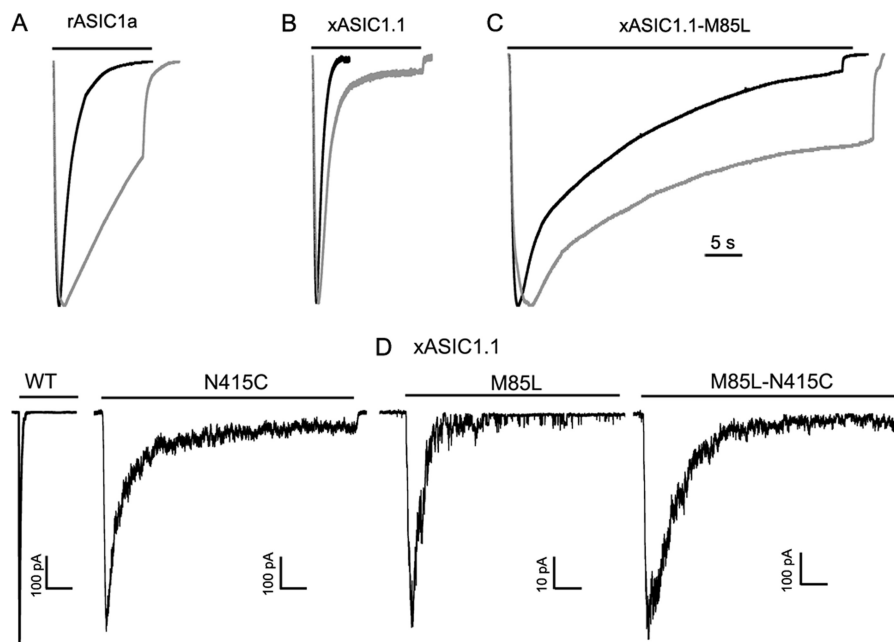 A rASIC1a
B xASIC1.1
C xASIC1.1-M85L
5 s
D xASIC1.1
WT
N415C
M85L
M85L-N415C
100 pA
100 pA
10 pA
100 pA